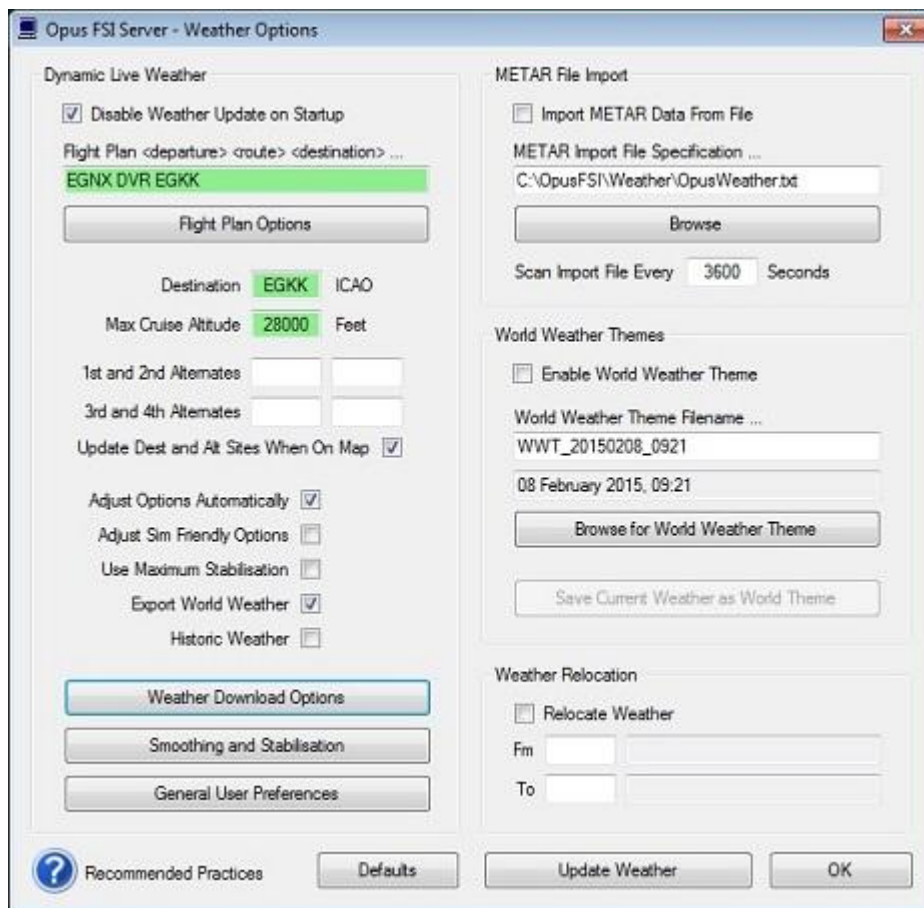 Opus FSI Server - Weather Options
Dynamic Live Weather
Disable Weather Update on Startup
Flight Plan <departure> <route> <destination> ...
EGNX DVR EGKK
Flight Plan Options
Destination EGKK ICAO
Max Cruise Altitude 28000 Feet
1st and 2nd Alternates
3rd and 4th Alternates
Update Dest and Alt Sites When On Map
Adjust Options Automatically
Adjust Sim Friendly Options
Use Maximum Stabilisation
Export World Weather
Historic Weather
Weather Download Options
Smoothing and Stabilisation
General User Preferences
METAR File Import
Import METAR Data From File
METAR Import File Specification ...
C:\OpusFSI\Weather\OpusWeather.txt
Browse
Scan Import File Every 3600 Seconds
World Weather Themes
Enable World Weather Theme
World Weather Theme Filename ...
WWT_20150208_0921
08 February 2015, 09:21
Browse for World Weather Theme
Save Current Weather as World Theme
Weather Relocation
Relocate Weather
Fm
To
? Recommended Practices
Defaults
Update Weather
OK